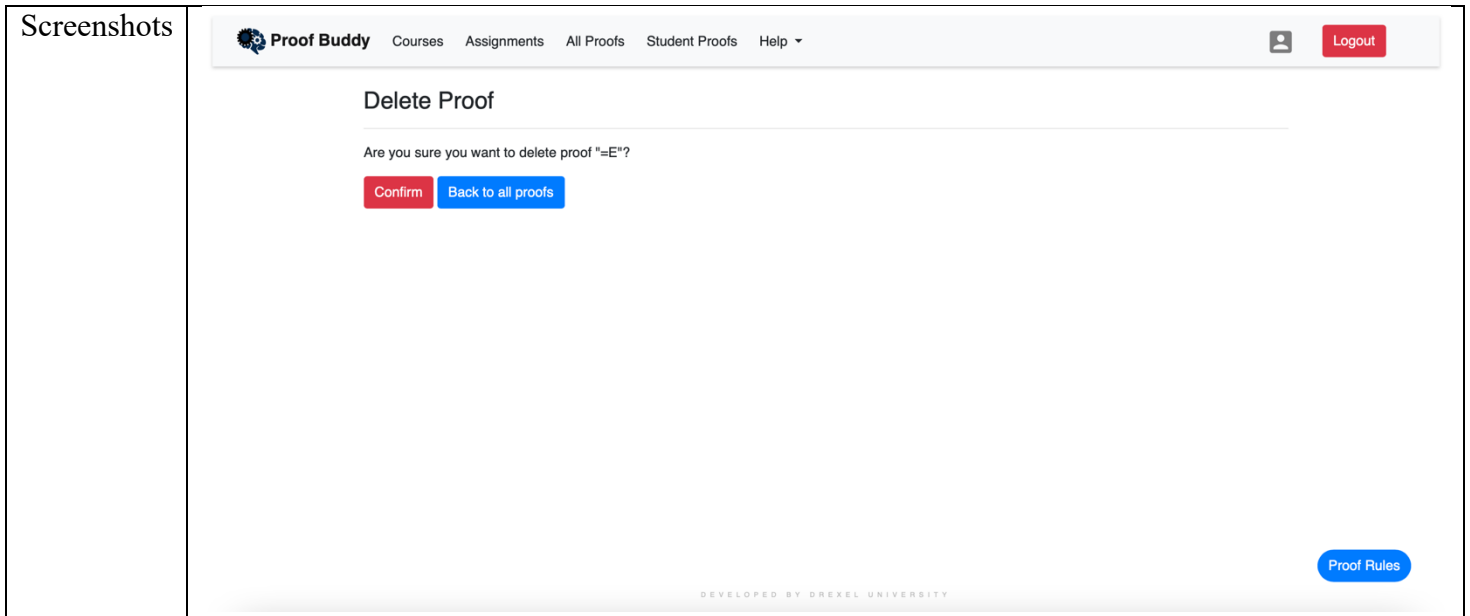 Screenshots
Proof Buddy Courses Assignments All Proofs Student Proofs Help Logout
Delete Proof
Are you sure you want to delete proof "=E"?
Confirm Back to all proofs
Proof Rules
DEVELOPED BY DREXEL UNIVERSITY